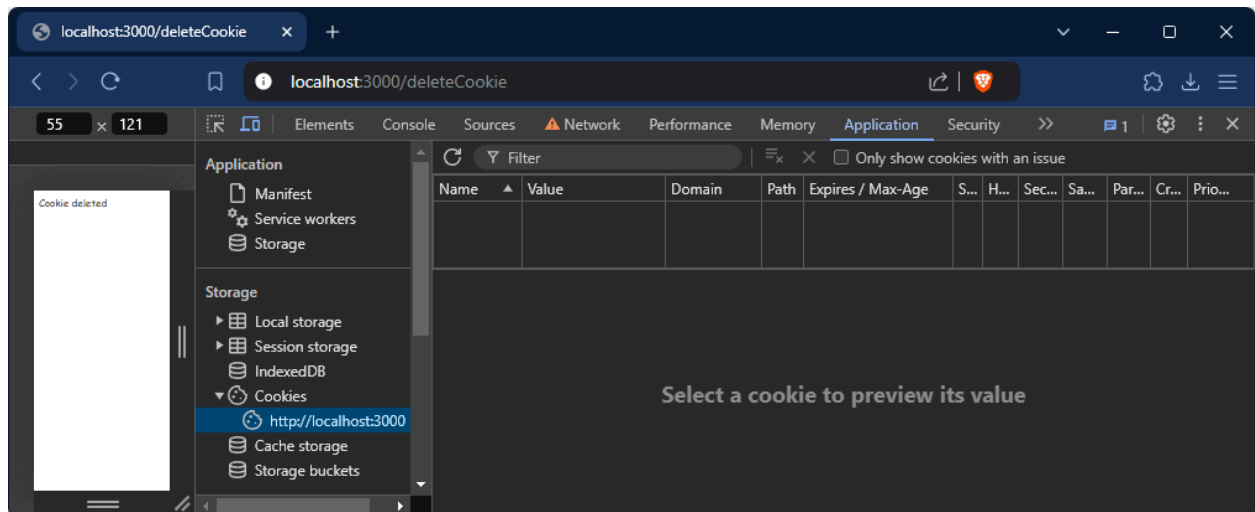 localhost:3000/deleteCookie
localhost:3000/deleteCookie
55 × 121
Elements Console Sources Network Performance Memory Application Security 1
Application
Manifest
Service workers
Storage
Storage
Local storage
Session storage
IndexedDB
Cookies
http://localhost:3000
Cache storage
Storage buckets
Filter Only show cookies with an issue
Name Value Domain Path Expires / Max-Age S... H... Sec... Sa... Par... Cr... Prio...
Cookie deleted
Select a cookie to preview its value